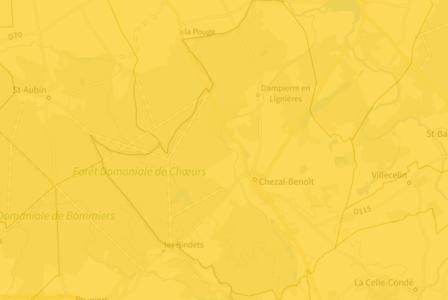 D70
la Pouge
St-Aubin
Dampierre en
Lignières
St-Ba
Forêt Domaniale de Chœurs
Chezal-Benoît
Villecelin
Domaniale de Bommiers
D115
les Bindets
La Celle-Condé